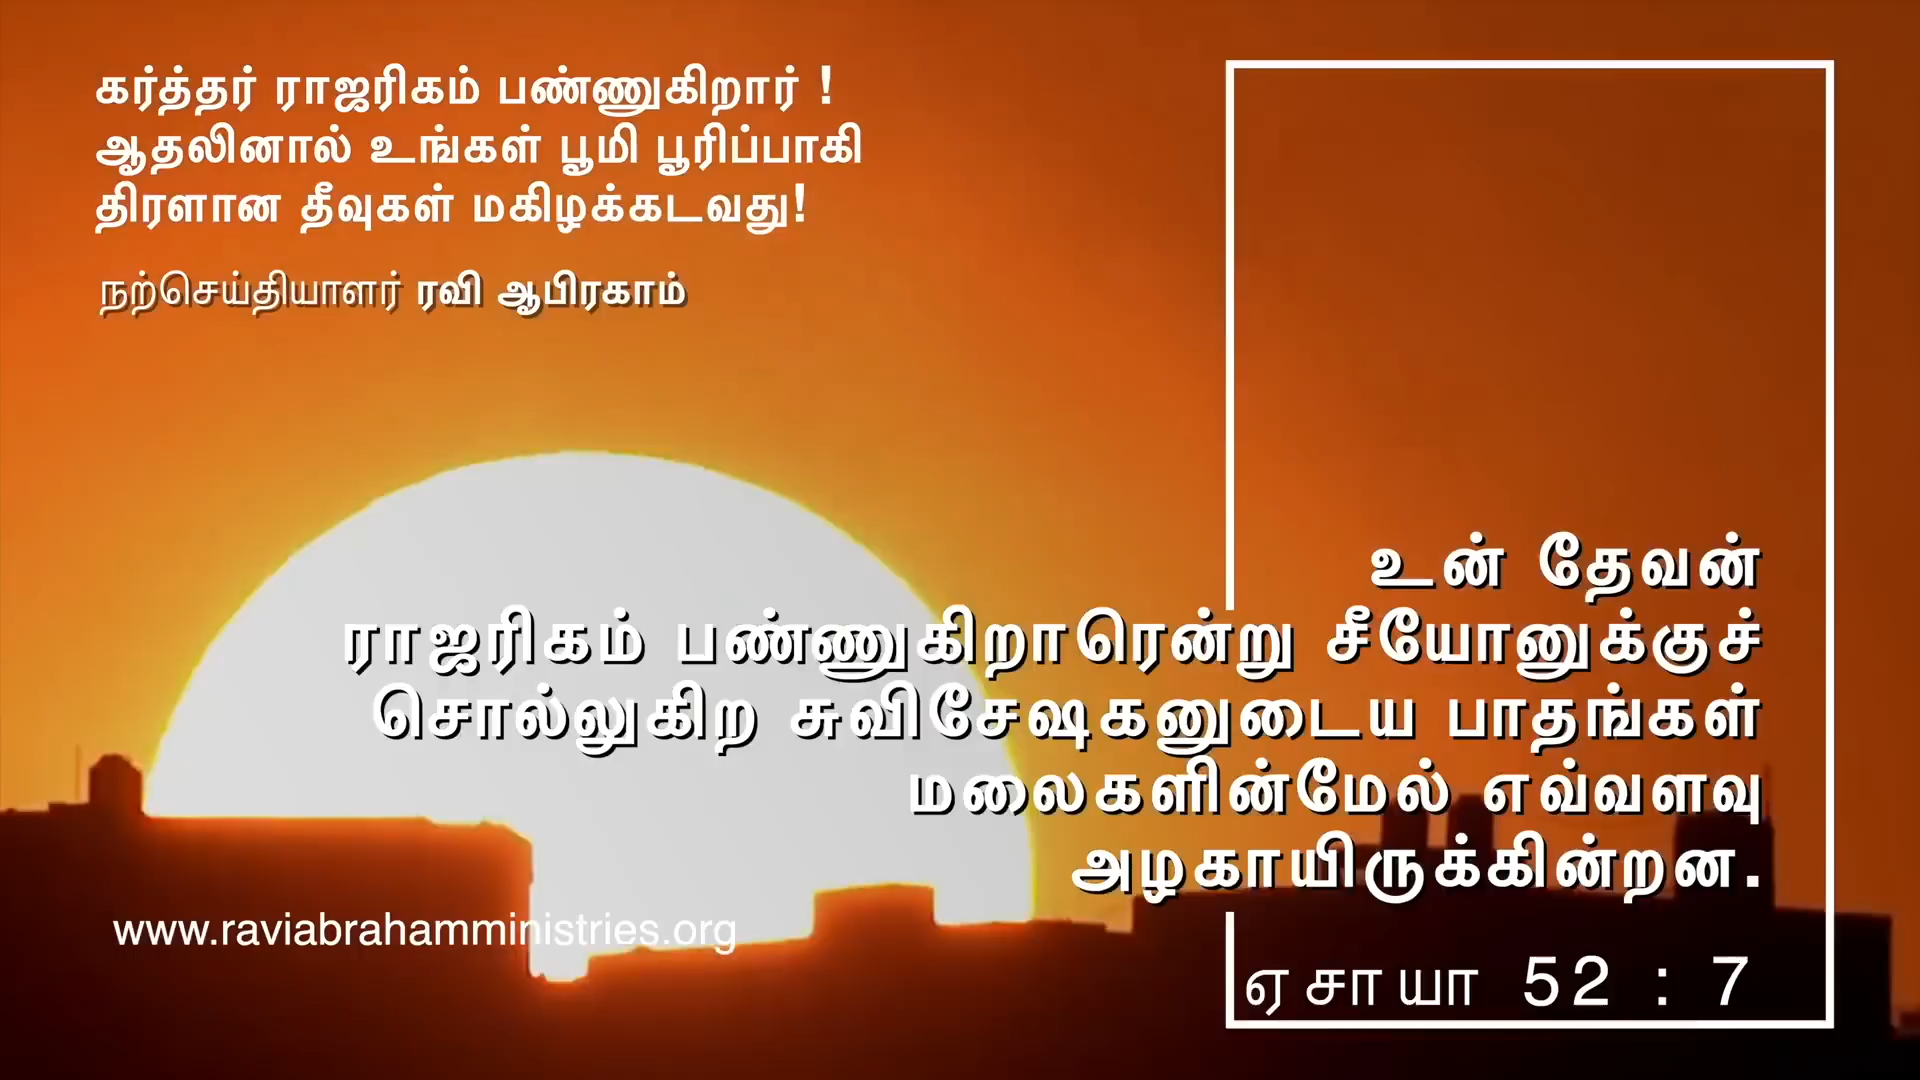 கர்த்தர் ராஜரிகம் பண்ணுகிறார் !
ஆதலினால் உங்கள் பூமி பூரிப்பாகி
திரளான தீவுகள் மகிழக்கடவது!
நற்செய்தியாளர் ரவி ஆபிரகாம்
உன் தேவன்
ராஜரிகம் பண்ணுகிறாரென்று சீயோனுக்குச்
சொல்லுகிற சுவிசேஷகனுடைய பாதங்கள்
மலைகளின்மேல் எவ்வளவு
அழகாயிருக்கின்றன.
www.raviabrahamministries.org
ஏசாயா 52 : 7